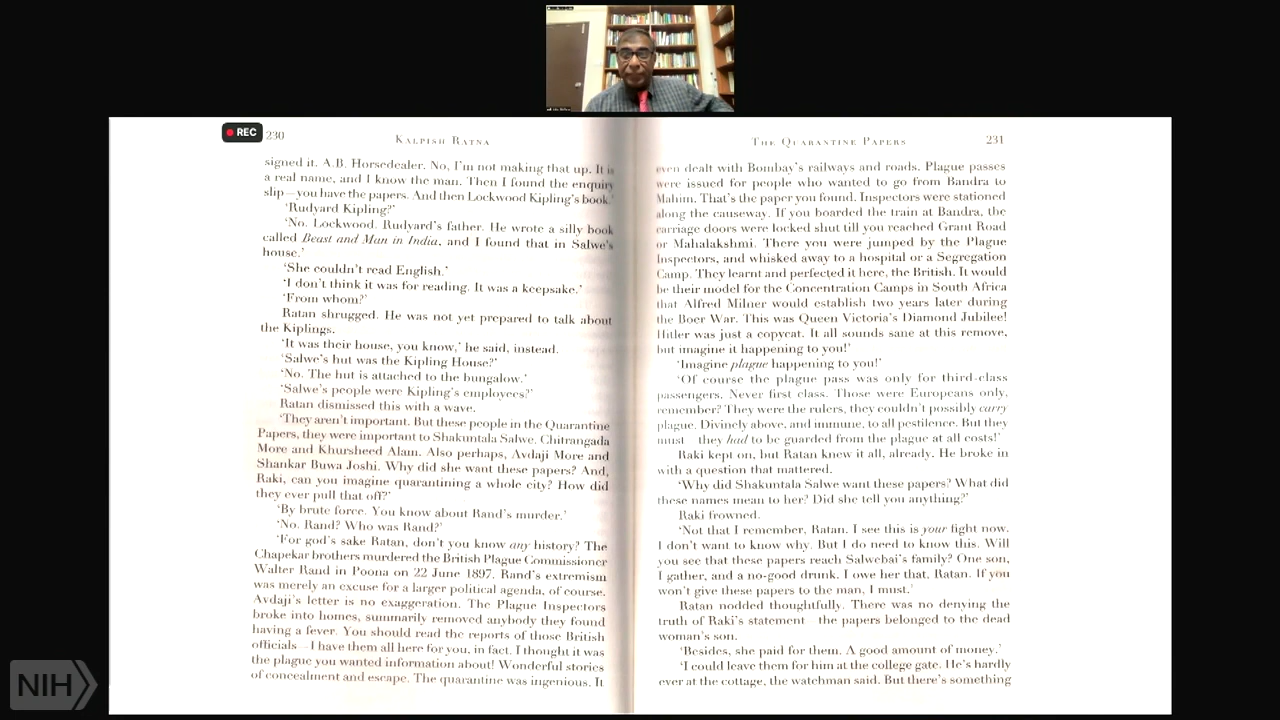 REC
230
KALPISH RATNA
signed it. A.B. Horsedealer. No, I'm not making that up. It is
a real name, and I know the man. Then I found the enquiry
slip—you have the papers. And then Lockwood Kipling's book.'
'Rudyard Kipling?'
'No. Lockwood. Rudyard's father. He wrote a silly book
called Beast and Man in India, and I found that in Salwe's
house.'
'She couldn't read English.'
'I don't think it was for reading. It was a keepsake.'
'From whom?'
Ratan shrugged. He was not yet prepared to talk about
the Kiplings.
'It was their house, you know,' he said, instead.
'Salwe's hut was the Kipling House?'
'No. The hut is attached to the bungalow.'
'Salwe's people were Kipling's employees?'
Ratan dismissed this with a wave.
'They aren't important. But these people in the Quarantine
Papers, they were important to Shakuntala Salwe. Chitrangada
More and Khursheed Alam. Also perhaps, Avdaji More and
Shankar Buwa Joshi. Why did she want these papers? And,
Raki, can you imagine quarantining a whole city? How did
they ever pull that off?'
'By brute force. You know about Rand's murder.'
'No. Rand? Who was Rand?'
'For god's sake Ratan, don't you know any history? The
Chapekar brothers murdered the British Plague Commissioner
Walter Rand in Poona on 22 June 1897. Rand's extremism
was merely an excuse for a larger political agenda, of course.
Avdaji's letter is no exaggeration. The Plague Inspectors
broke into homes, summarily removed anybody they found
having a fever. You should read the reports of those British
officials—I have them all here for you, in fact. I thought it was
the plague you wanted information about! Wonderful stories
of concealment and escape. The quarantine was ingenious. It
THE QUARANTINE PAPERS
231
even dealt with Bombay's railways and roads. Plague passes
were issued for people who wanted to go from Bandra to
Mahim. That's the paper you found. Inspectors were stationed
along the causeway. If you boarded the train at Bandra, the
carriage doors were locked shut till you reached Grant Road
or Mahalakshmi. There you were jumped by the Plague
Inspectors, and whisked away to a hospital or a Segregation
Camp. They learnt and perfected it here, the British. It would
be their model for the Concentration Camps in South Africa
that Alfred Milner would establish two years later during
the Boer War. This was Queen Victoria's Diamond Jubilee!
Hitler was just a copycat. It all sounds sane at this remove,
but imagine it happening to you!'
'Imagine plague happening to you!'
'Of course the plague pass was only for third-class
passengers. Never first class. Those were Europeans only,
remember? They were the rulers, they couldn't possibly carry
plague. Divinely above, and immune, to all pestilence. But they
must—they had to be guarded from the plague at all costs!'
Raki kept on, but Ratan knew it all, already. He broke in
with a question that mattered.
'Why did Shakuntala Salwe want these papers? What did
these names mean to her? Did she tell you anything?'
Raki frowned.
'Not that I remember, Ratan. I see this is your fight now.
I don't want to know why. But I do need to know this. Will
you see that these papers reach Salwebai's family? One son,
I gather, and a no-good drunk. I owe her that, Ratan. If you
won't give these papers to the man, I must.'
Ratan nodded thoughtfully. There was no denying the
truth of Raki's statement—the papers belonged to the dead
woman's son.
'Besides, she paid for them. A good amount of money.'
'I could leave them for him at the college gate. He's hardly
ever at the cottage, the watchman said. But there's something
NIH